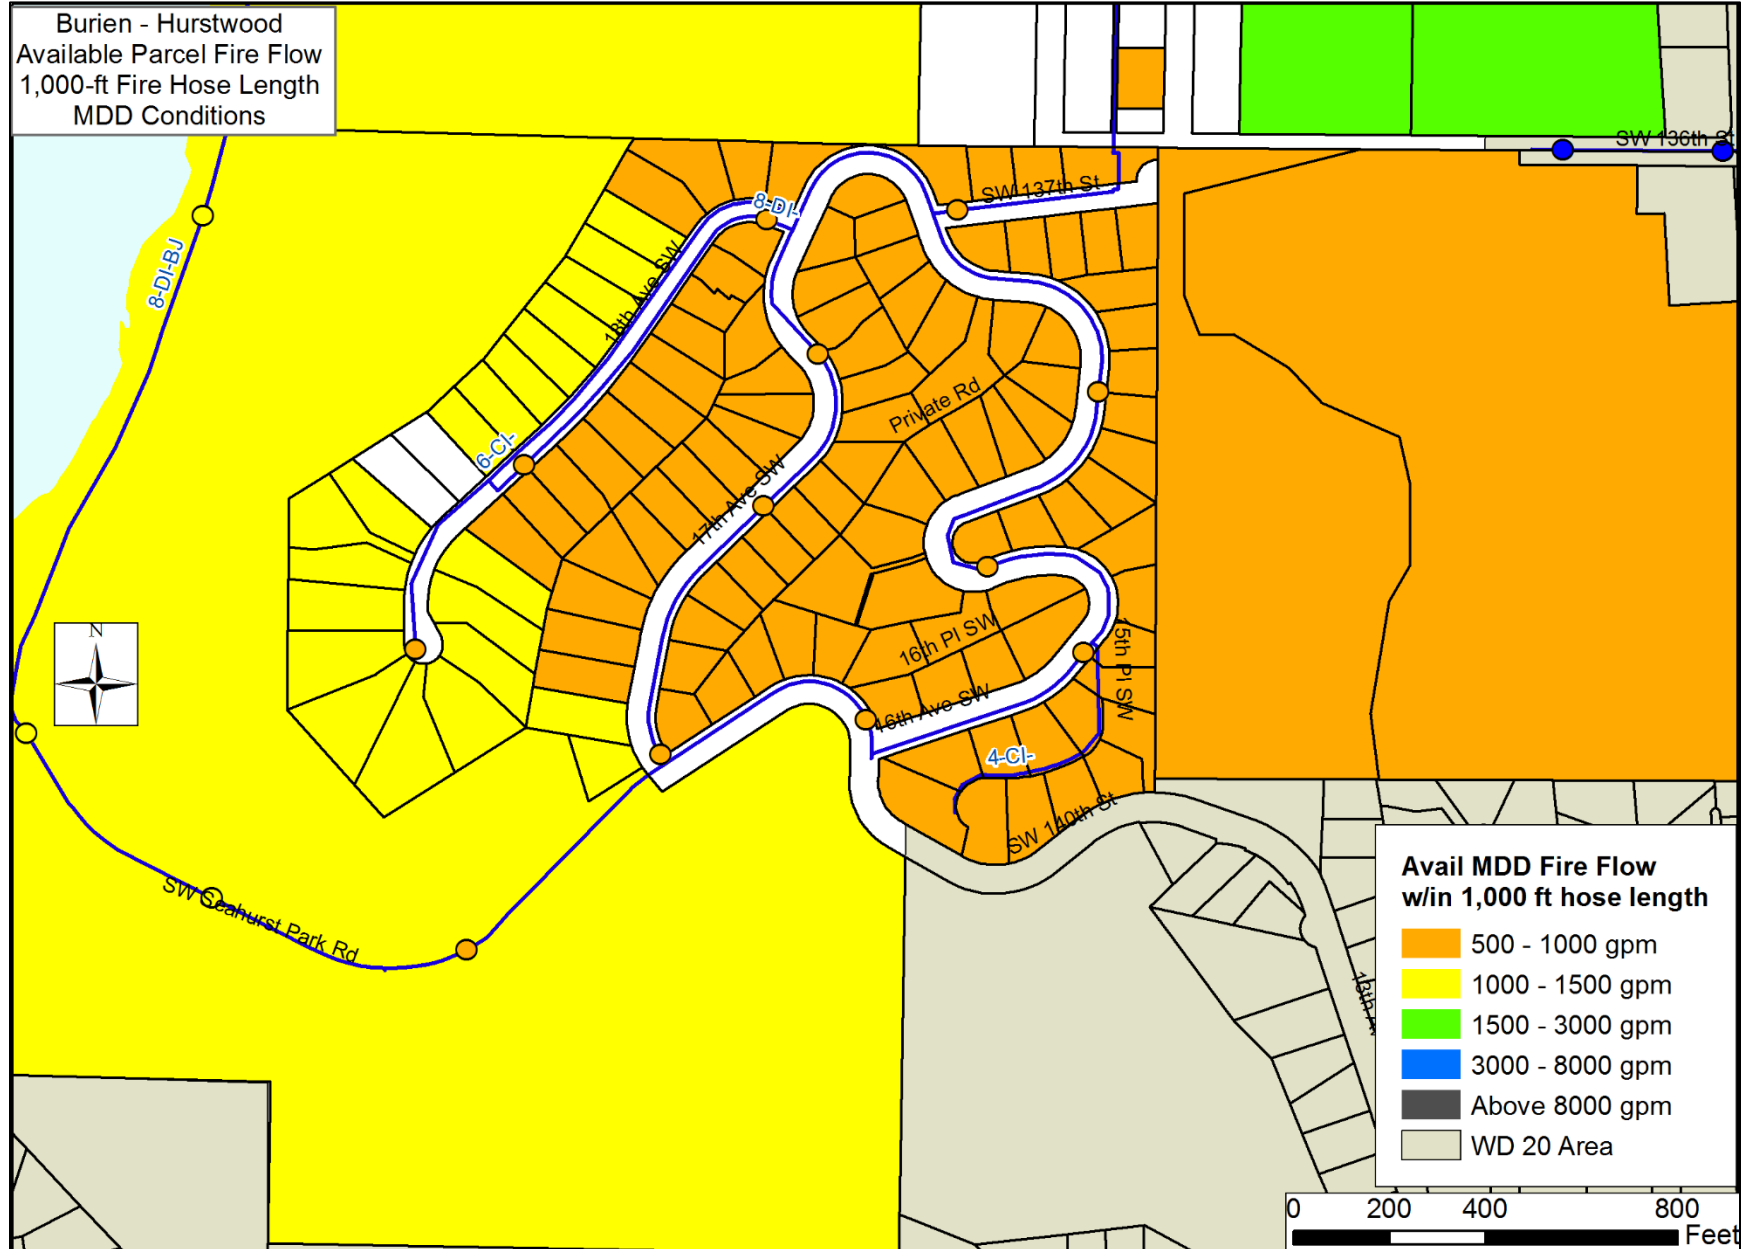 Burien - Hurstwood
Available Parcel Fire Flow
1,000-ft Fire Hose Length
MDD Conditions
SW 136th St
SW 137th St
8-DI-
8-DI-BJ
18th Ave SW
Private Rd
6-CI-
17th Ave SW
N
16th Pl SW
15th Pl SW
16th Ave SW
4-CI-
SW 140th St
SW Seahurst Park Rd
13th A
Avail MDD Fire Flow
w/in 1,000 ft hose length
500 - 1000 gpm
1000 - 1500 gpm
1500 - 3000 gpm
3000 - 8000 gpm
Above 8000 gpm
WD 20 Area
0 200 400 800
Feet